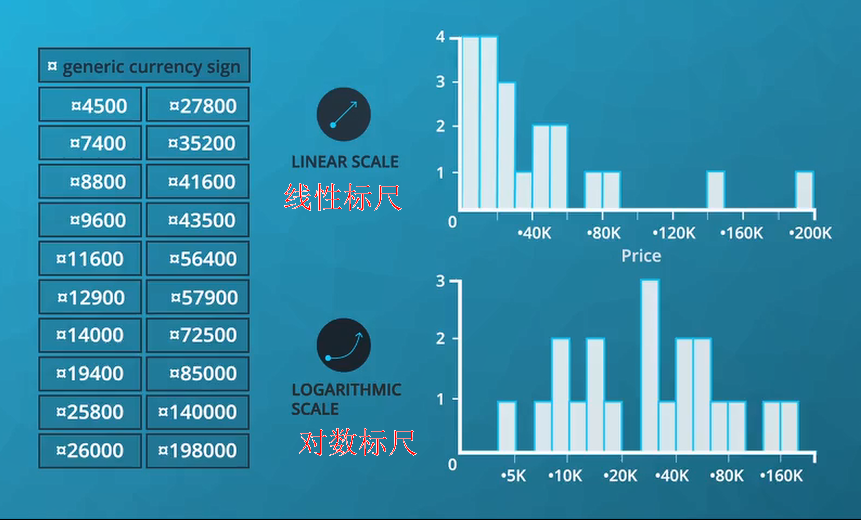 ¤ generic currency sign
¤4500 ¤27800
¤7400 ¤35200
¤8800 ¤41600
¤9600 ¤43500
¤11600 ¤56400
¤12900 ¤57900
¤14000 ¤72500
¤19400 ¤85000
¤25800 ¤140000
¤26000 ¤198000
LINEAR SCALE
线性标尺
4
3
2
1
0
•40K •80K •120K •160K •200K
Price
LOGARITHMIC
SCALE
对数标尺
3
2
1
0
•5K •10K •20K •40K •80K •160K